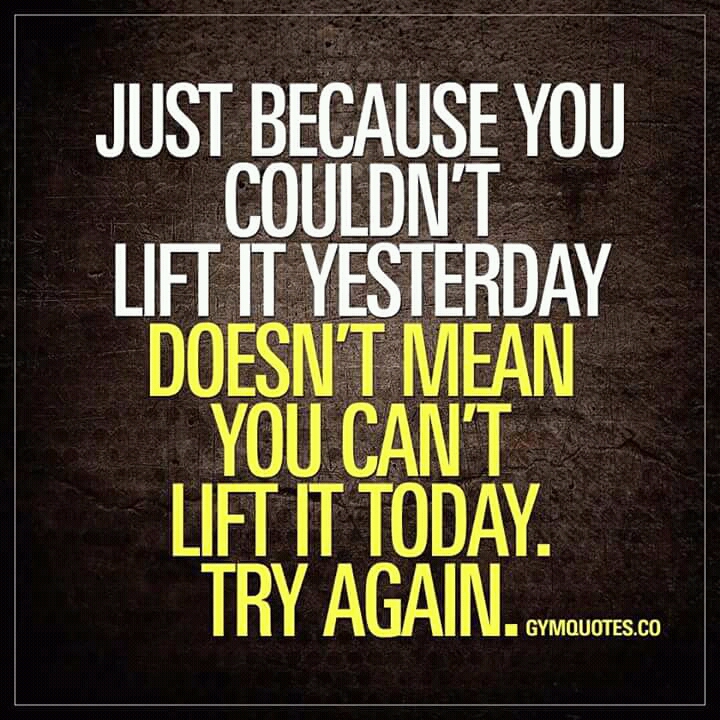 JUST BECAUSE YOU
COULDN'T
LIFT IT YESTERDAY
DOESN'T MEAN
YOU CAN'T
LIFT IT TODAY.
TRY AGAIN.
GYMQUOTES.CO